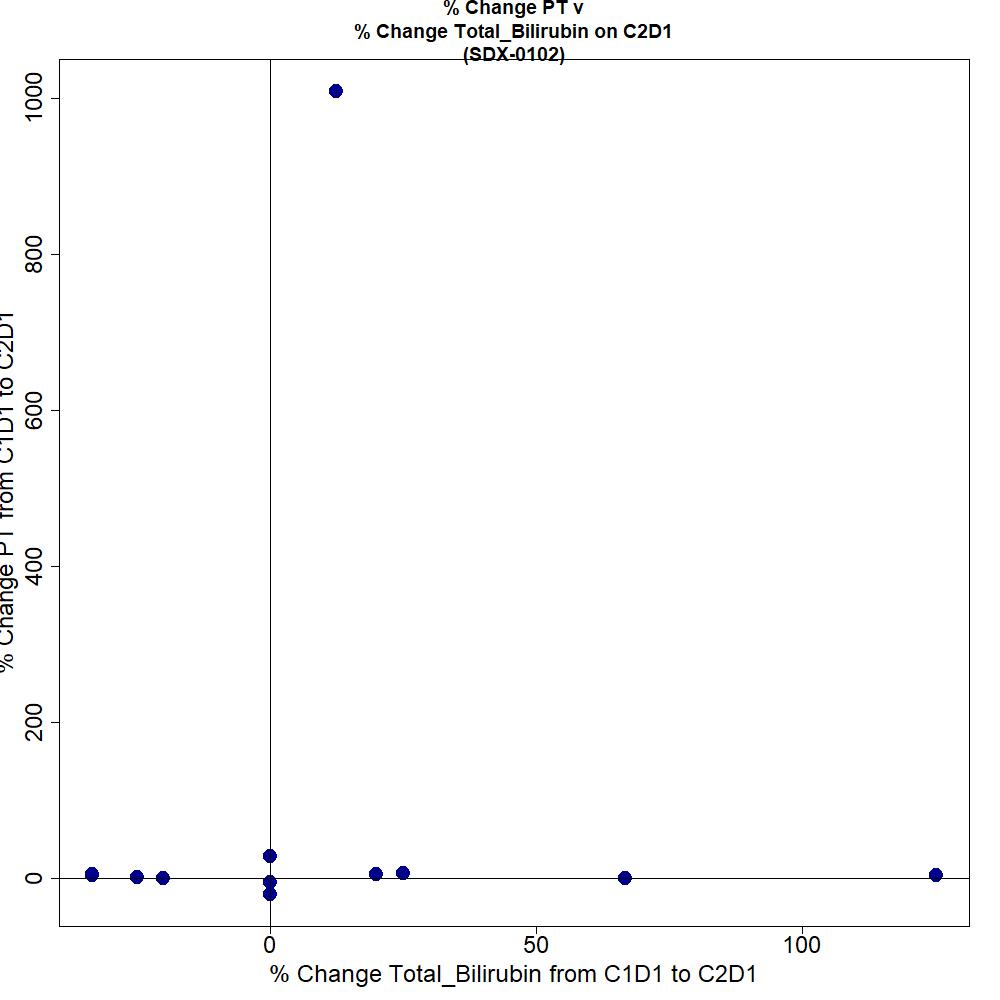 % Change PT v
% Change Total_Bilirubin on C2D1
(SDX-0102)
% Change PT from C1D1 to C2D1
1000
800
600
400
200
0
0
50
100
% Change Total_Bilirubin from C1D1 to C2D1